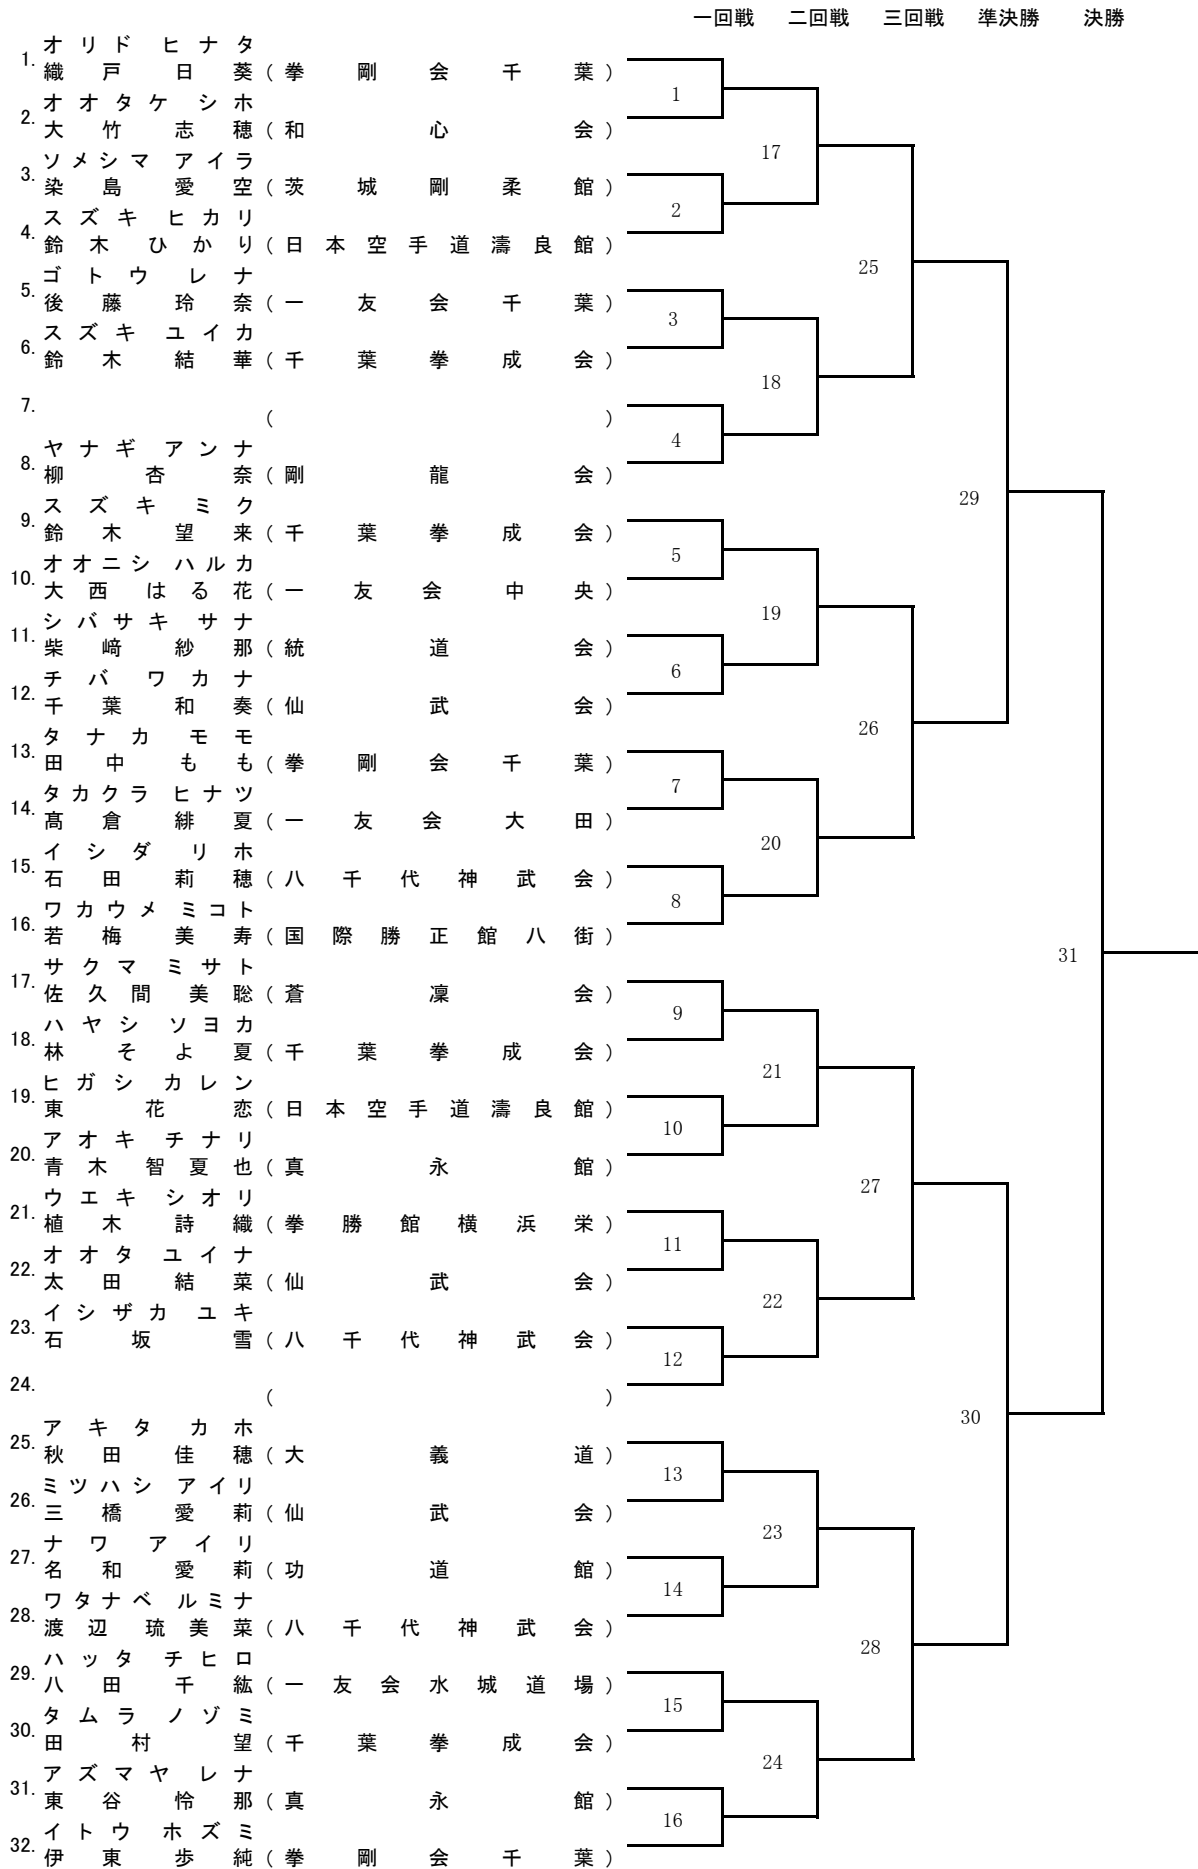 一回戦 二回戦 三回戦 準決勝 決勝
オリド ヒナタ
1. 織戸日葵 (拳剛会千葉)
1
オオタケ シホ
2. 大竹志穂 (和心会)
17
ソメシマ アイラ
3. 染島愛空 (茨城剛柔館)
2
スズキ ヒカリ
4. 鈴木ひかり (日本空手道濤良館)
25
ゴトウ レナ
5. 後藤玲奈 (一友会千葉)
3
スズキ ユイカ
6. 鈴木結華 (千葉拳成会)
18
7. ( )
4
ヤナギ アンナ
8. 柳杏奈 (剛龍会)
29
スズキ ミク
9. 鈴木望来 (千葉拳成会)
5
オオニシ ハルカ
10. 大西はる花 (一友会中央)
19
シバサキ サナ
11. 柴﨑紗那 (統道会)
6
チバ ワカナ
12. 千葉和奏 (仙武会)
26
タナカ モモ
13. 田中もも (拳剛会千葉)
7
タカクラ ヒナツ
14. 髙倉緋夏 (一友会大田)
20
イシダ リホ
15. 石田莉穂 (八千代神武会)
8
ワカウメ ミコト
16. 若梅美寿 (国際勝正館八街)
31
サクマ ミサト
17. 佐久間美聡 (蒼凜会)
9
ハヤシ ソヨカ
18. 林そよ夏 (千葉拳成会)
21
ヒガシ カレン
19. 東花恋 (日本空手道濤良館)
10
アオキ チナリ
20. 青木智夏也 (真永館)
27
ウエキ シオリ
21. 植木詩織 (拳勝館横浜栄)
11
オオタ ユイナ
22. 太田結菜 (仙武会)
22
イシザカ ユキ
23. 石坂雪 (八千代神武会)
12
24. ( )
30
アキタ カホ
25. 秋田佳穂 (大義道)
13
ミツハシ アイリ
26. 三橋愛莉 (仙武会)
23
ナワ アイリ
27. 名和愛莉 (功道館)
14
ワタナベ ルミナ
28. 渡辺琉美菜 (八千代神武会)
28
ハッタ チヒロ
29. 八田千紘 (一友会水城道場)
15
タムラ ノゾミ
30. 田村望 (千葉拳成会)
24
アズマヤ レナ
31. 東谷怜那 (真永館)
16
イトウ ホズミ
32. 伊東歩純 (拳剛会千葉)